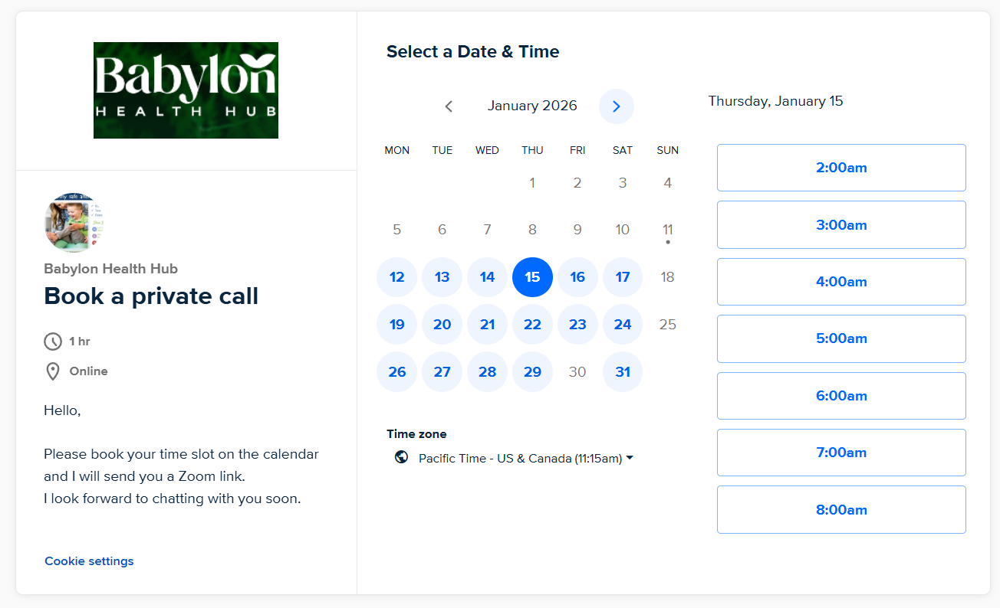 Babylon
HEALTH HUB
Babylon Health Hub
Book a private call
1 hr
Online
Hello,
Please book your time slot on the calendar
and I will send you a Zoom link.
I look forward to chatting with you soon.
Cookie settings
Select a Date & Time
January 2026
MON TUE WED THU FRI SAT SUN
1 2 3 4
5 6 7 8 9 10 11
12 13 14 15 16 17 18
19 20 21 22 23 24 25
26 27 28 29 30 31
Time zone
Pacific Time - US & Canada (11:15am)
Thursday, January 15
2:00am
3:00am
4:00am
5:00am
6:00am
7:00am
8:00am